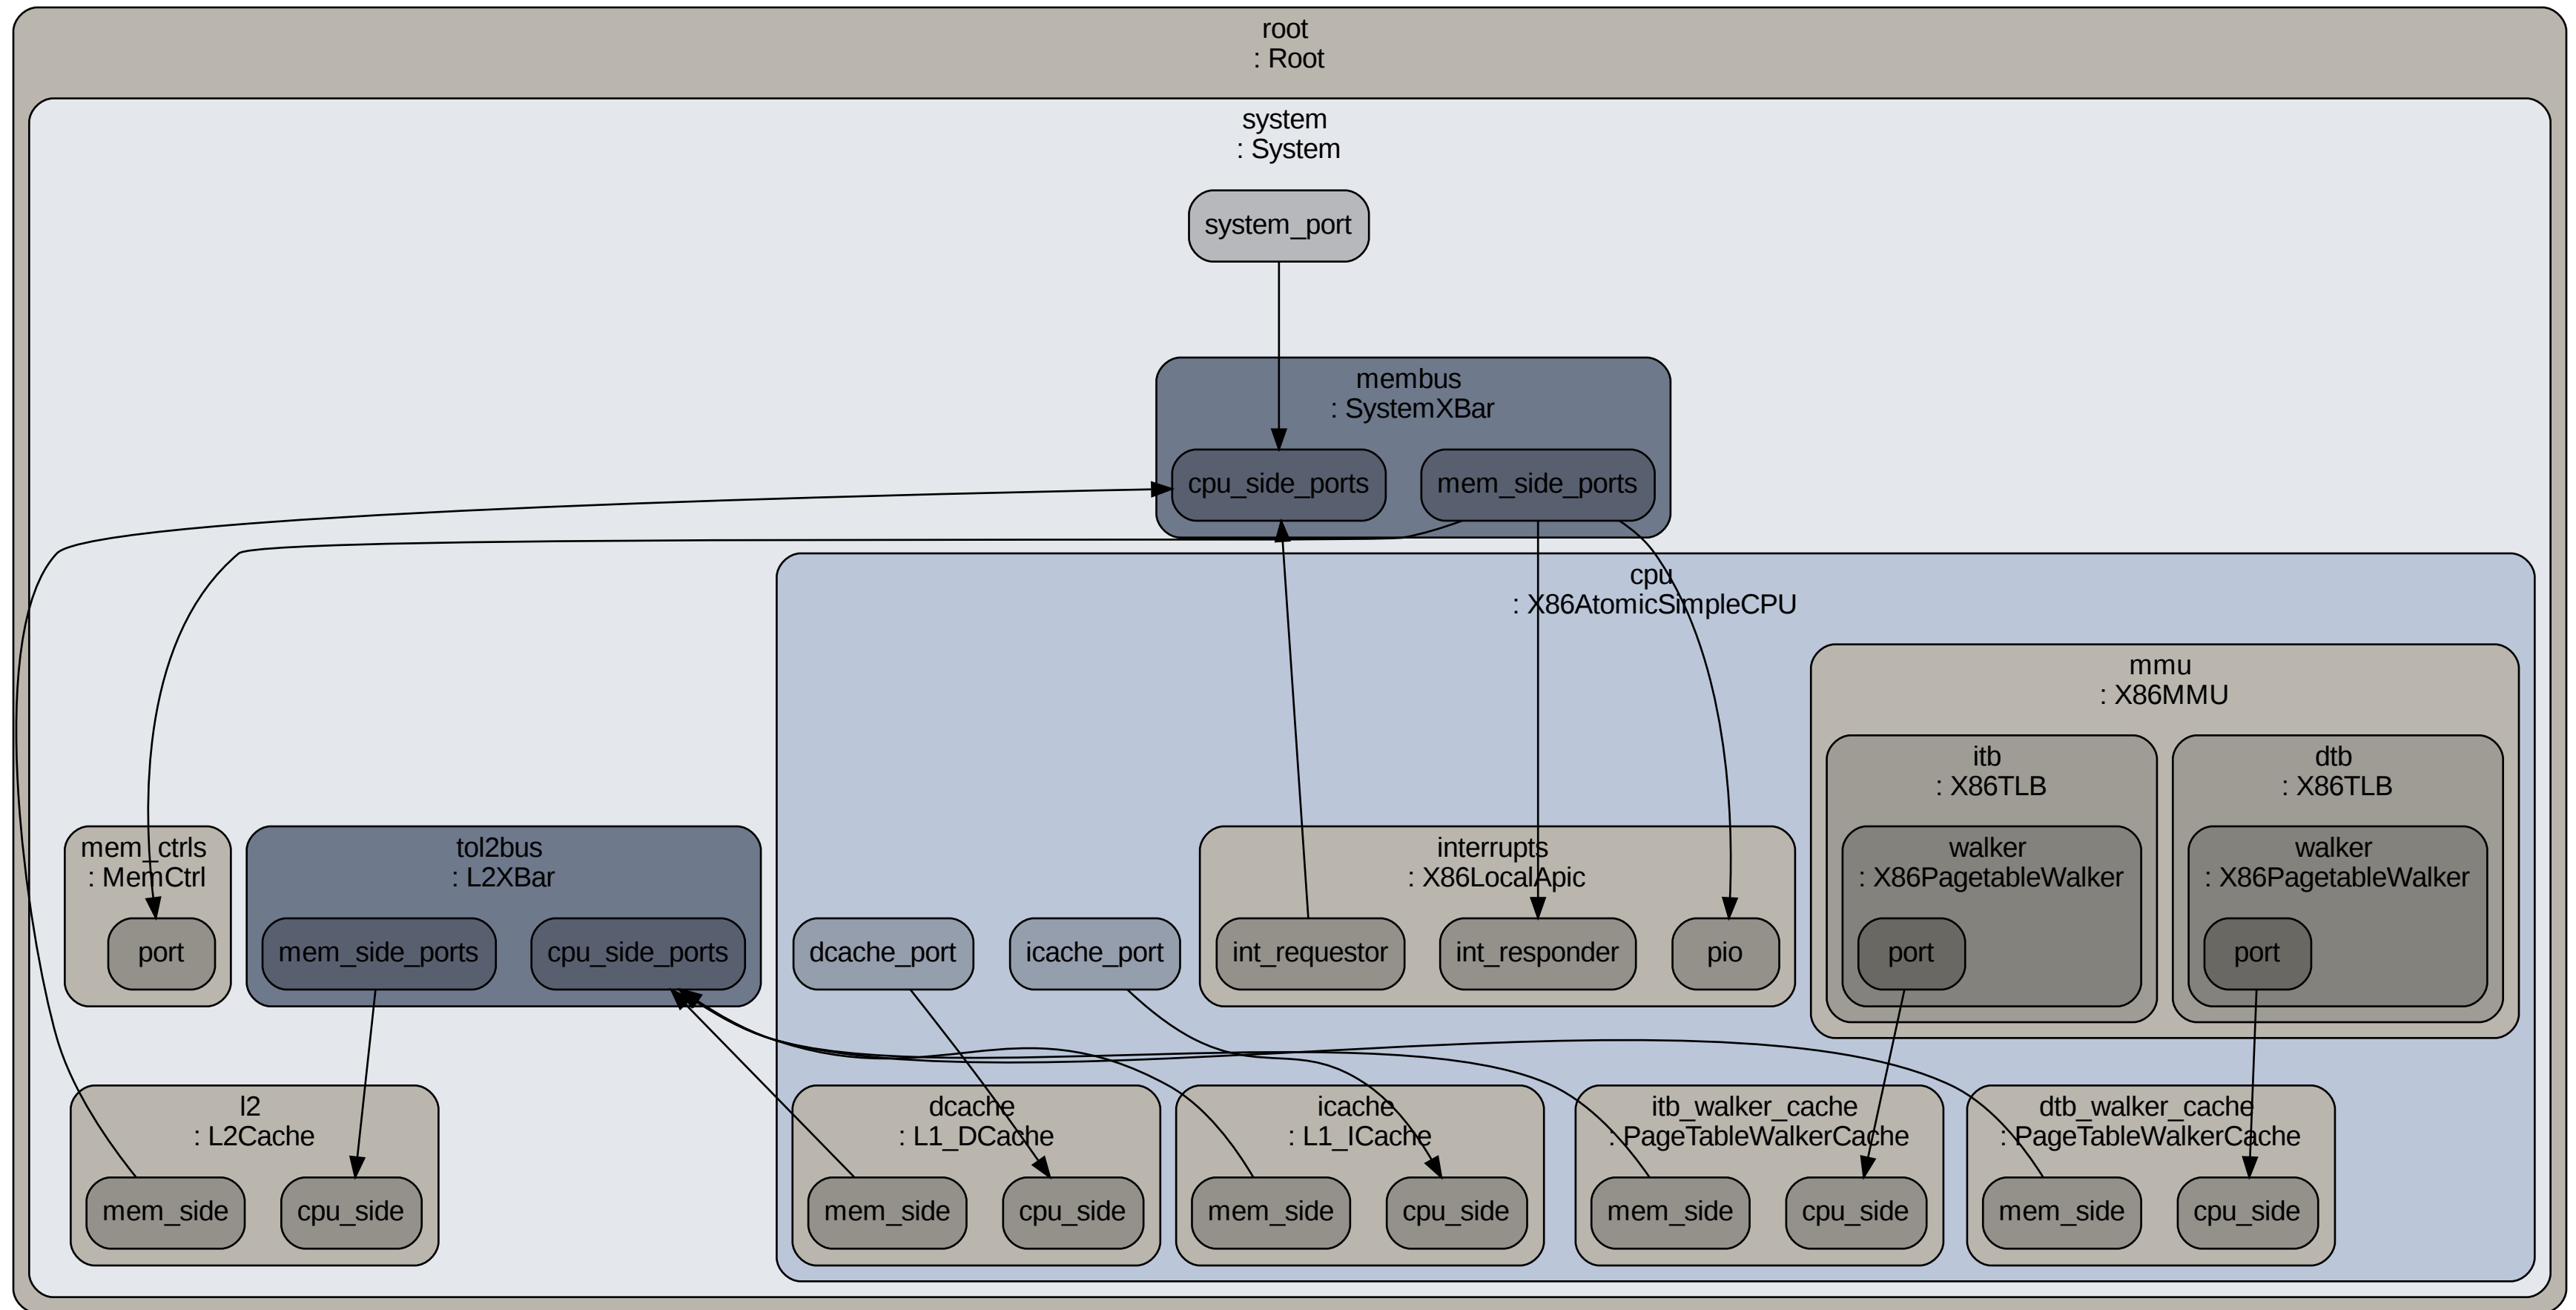 root
: Root
system
: System
system_port
membus
: SystemXBar
cpu_side_ports
mem_side_ports
cpu
: X86AtomicSimpleCPU
mmu
: X86MMU
itb
: X86TLB
dtb
: X86TLB
mem_ctrls
: MemCtrl
tol2bus
: L2XBar
interrupts
: X86LocalApic
walker
: X86PagetableWalker
walker
: X86PagetableWalker
port
mem_side_ports
cpu_side_ports
dcache_port
icache_port
int_requestor
int_responder
pio
port
port
l2
: L2Cache
dcache
: L1_DCache
icache
: L1_ICache
itb_walker_cache
: PageTableWalkerCache
dtb_walker_cache
: PageTableWalkerCache
mem_side
cpu_side
mem_side
cpu_side
mem_side
cpu_side
mem_side
cpu_side
mem_side
cpu_side